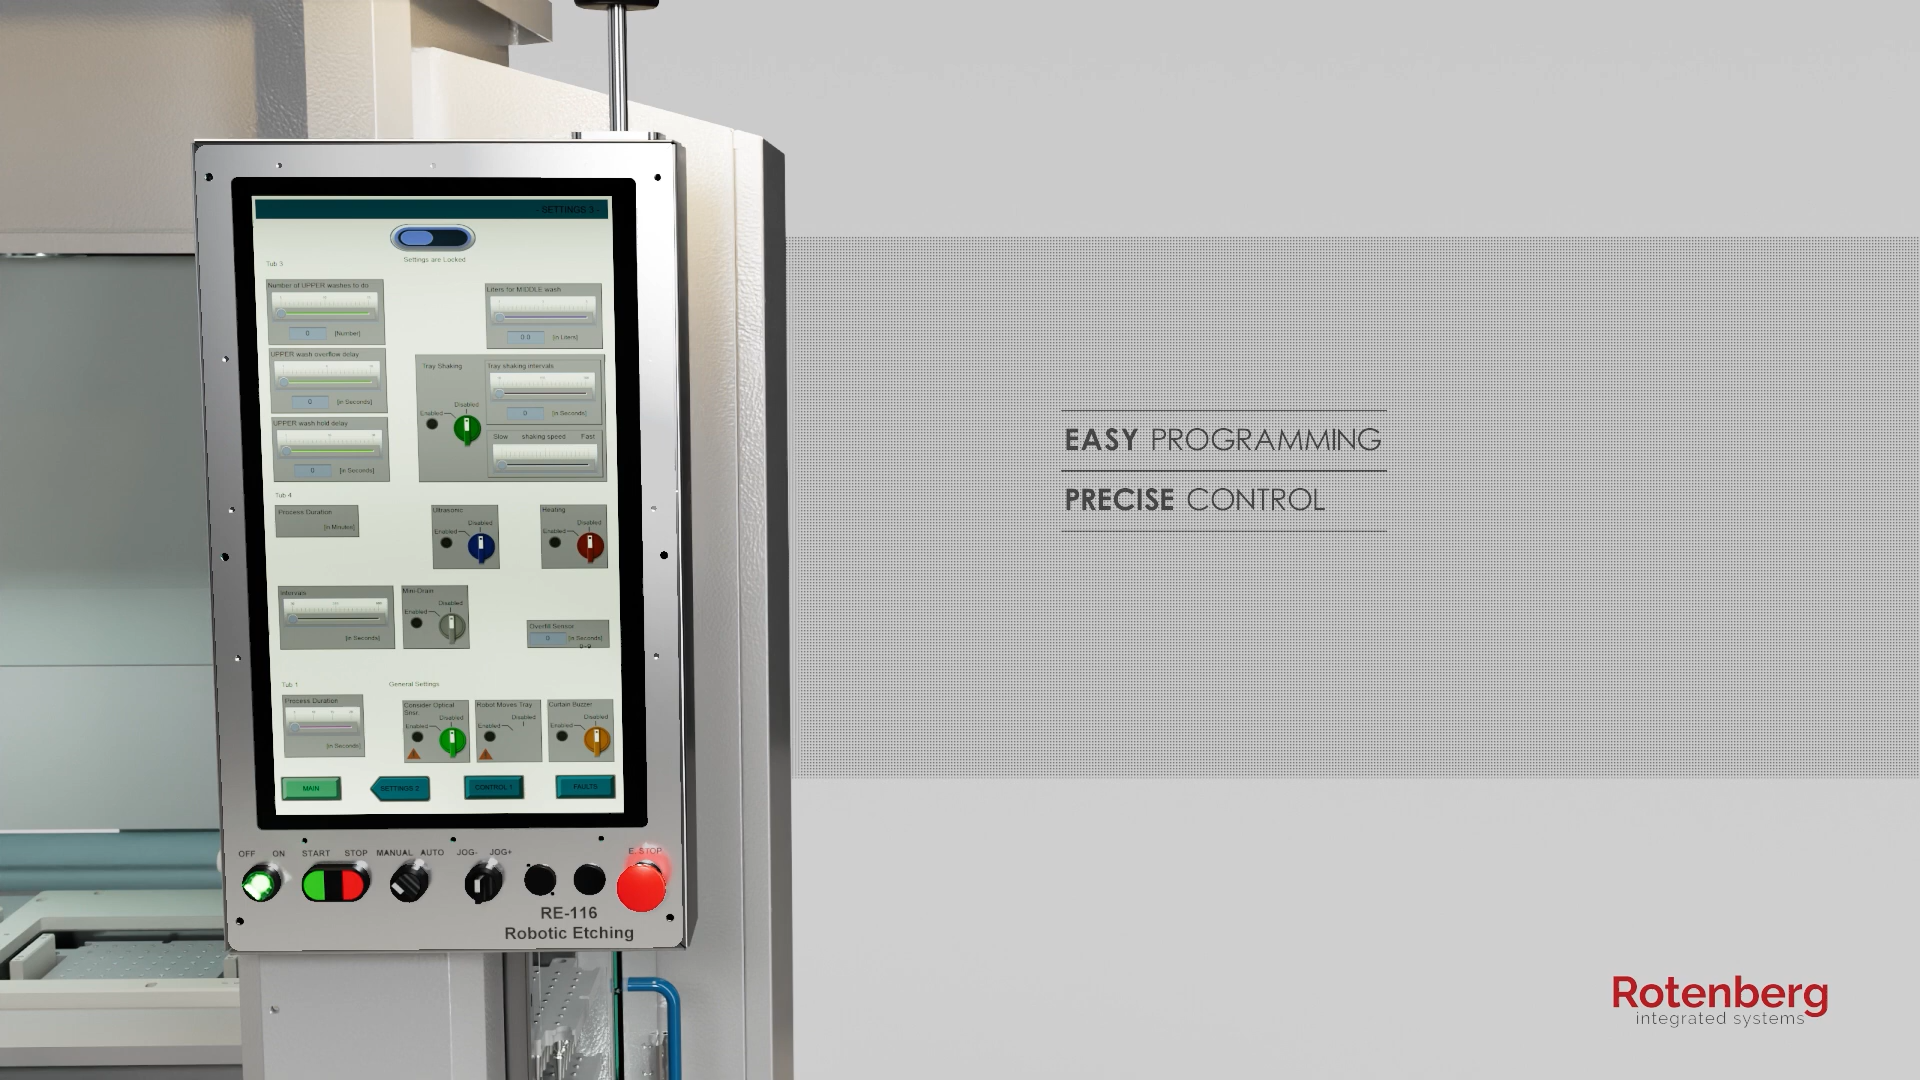 - SETTINGS 3 -
Settings are Locked
Tub 3
Number of UPPER washes to do
0 [Number]
Liters for MIDDLE wash
0.0 [in Liters]
UPPER wash overflow delay
0 [in Seconds]
Tray Shaking
Enabled Disabled
Tray shaking intervals
0 [in Seconds]
UPPER wash hold delay
0 [in Seconds]
Slow shaking speed Fast
Tub 4
Process Duration
[in Minutes]
Ultrasonic
Enabled Disabled
Heating
Enabled Disabled
Intervals
[in Seconds]
Mini-Drain
Enabled Disabled
Overfill Sensor
0 [in Seconds]
0-9
Tub 1
General Settings
Process Duration
[in Seconds]
Consider Optical
Snsr.
Enabled Disabled
Robot Moves Tray
Enabled Disabled
Curtain Buzzer
Enabled Disabled
MAIN
SETTINGS 2
CONTROL 1
FAULTS
OFF ON START STOP MANUAL AUTO JOG- JOG+ E. STOP
RE-116
Robotic Etching
EASY PROGRAMMING
PRECISE CONTROL
Rotenberg
integrated systems